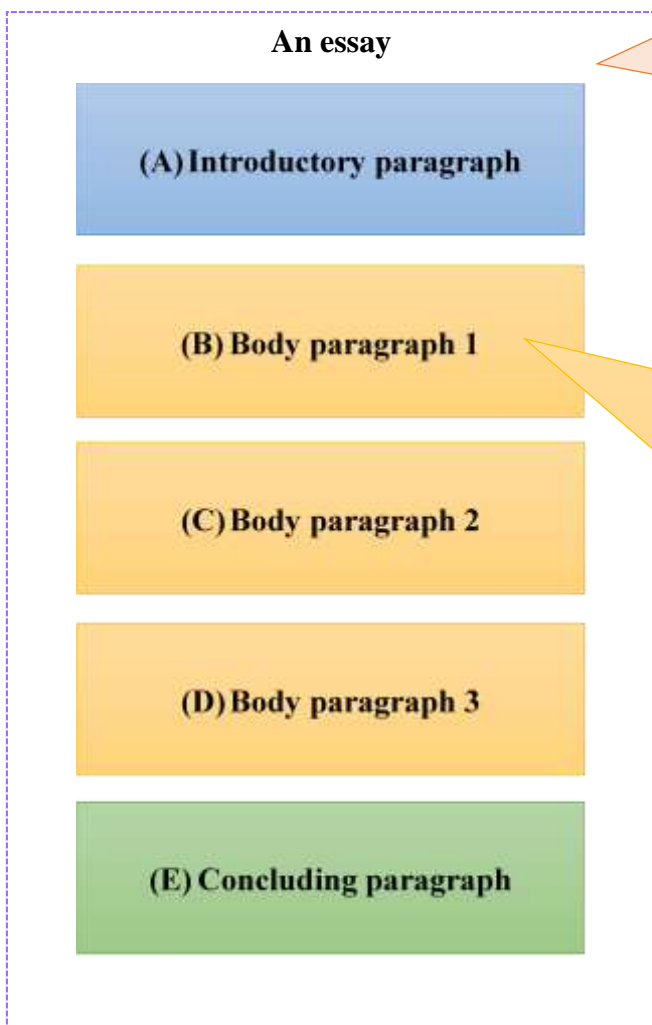 An essay
(A) Introductory paragraph
(B) Body paragraph 1
(C) Body paragraph 2
(D) Body paragraph 3
(E) Concluding paragraph